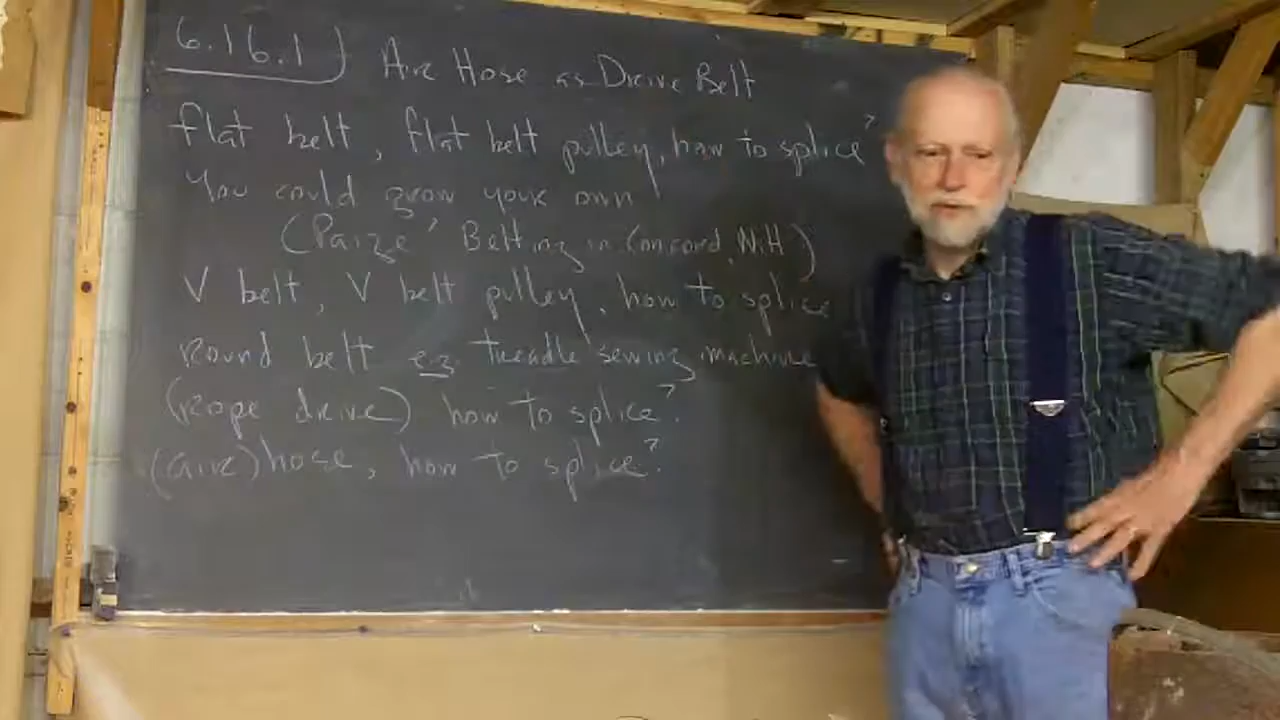 6.16.1) Air Hose as Drive Belt
flat belt, flat belt pulley, how to splice?
You could grow your own
(Paige' Belting in Concord, N.H.)
V belt, V belt pulley, how to splice
Round belt eg. treadle sewing machine
(Rope drive) how to splice?
(air) hose, how to splice?